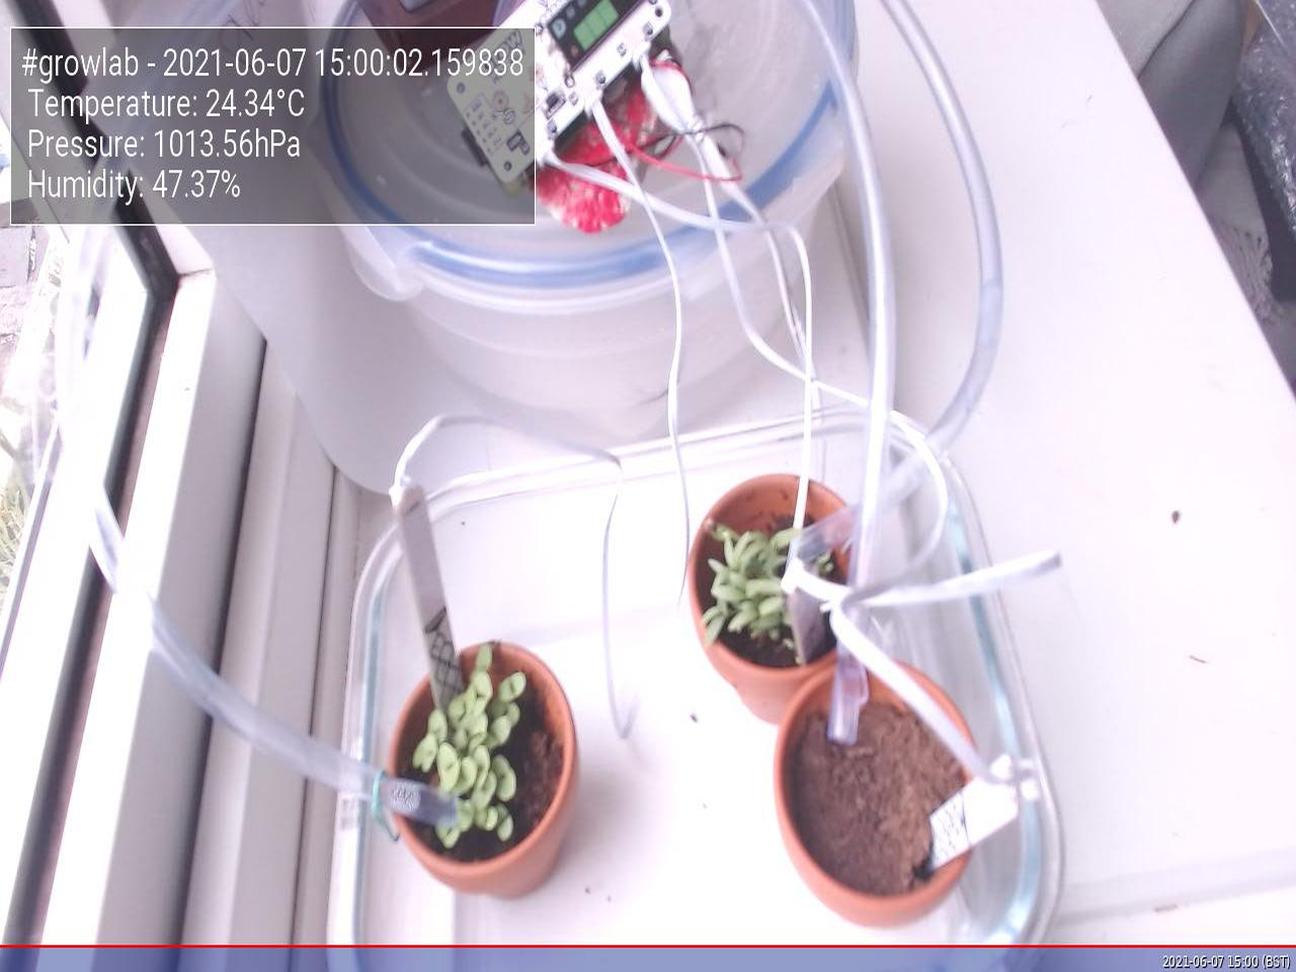 #growlab - 2021-06-07 15:00:02.159838
Temperature: 24.34°C
Pressure: 1013.56hPa
Humidity: 47.37%
2021-06-07 15:00 (BST)